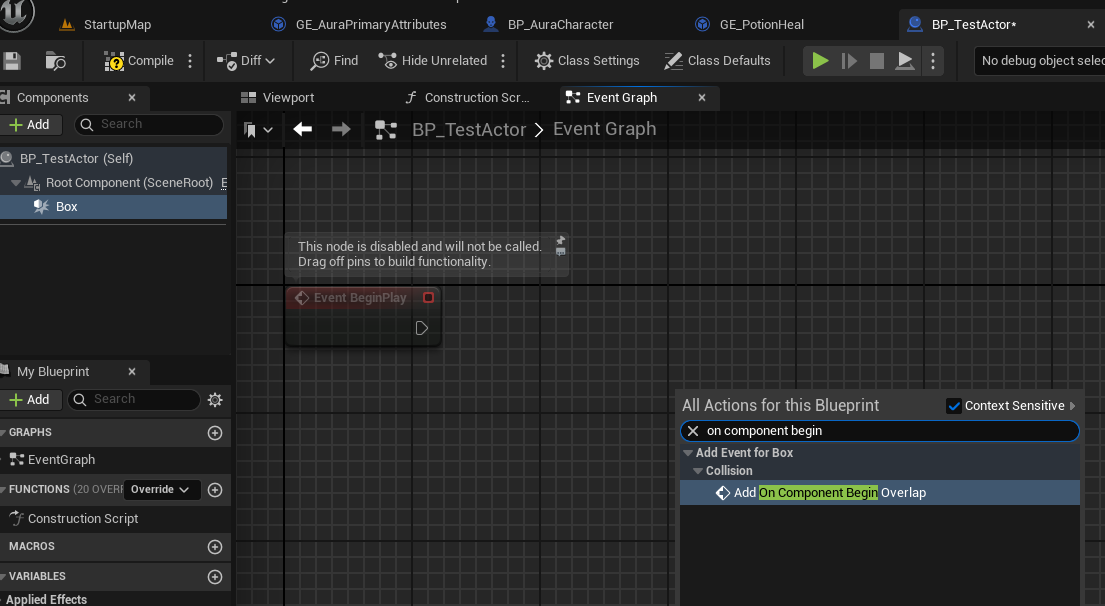 StartupMap
GE_AuraPrimaryAttributes
BP_AuraCharacter
GE_PotionHeal
BP_TestActor*
Compile
Diff
Find
Hide Unrelated
Class Settings
Class Defaults
No debug object selec
Components
Viewport
Construction Scr...
Event Graph
Add
Search
BP_TestActor
Event Graph
BP_TestActor (Self)
Root Component (SceneRoot) E
Box
This node is disabled and will not be called.
Drag off pins to build functionality.
Event BeginPlay
My Blueprint
Add
Search
GRAPHS
EventGraph
FUNCTIONS (20 OVERR
Override
Construction Script
MACROS
VARIABLES
Applied Effects
All Actions for this Blueprint
Context Sensitive
on component begin
Add Event for Box
Collision
Add On Component Begin Overlap